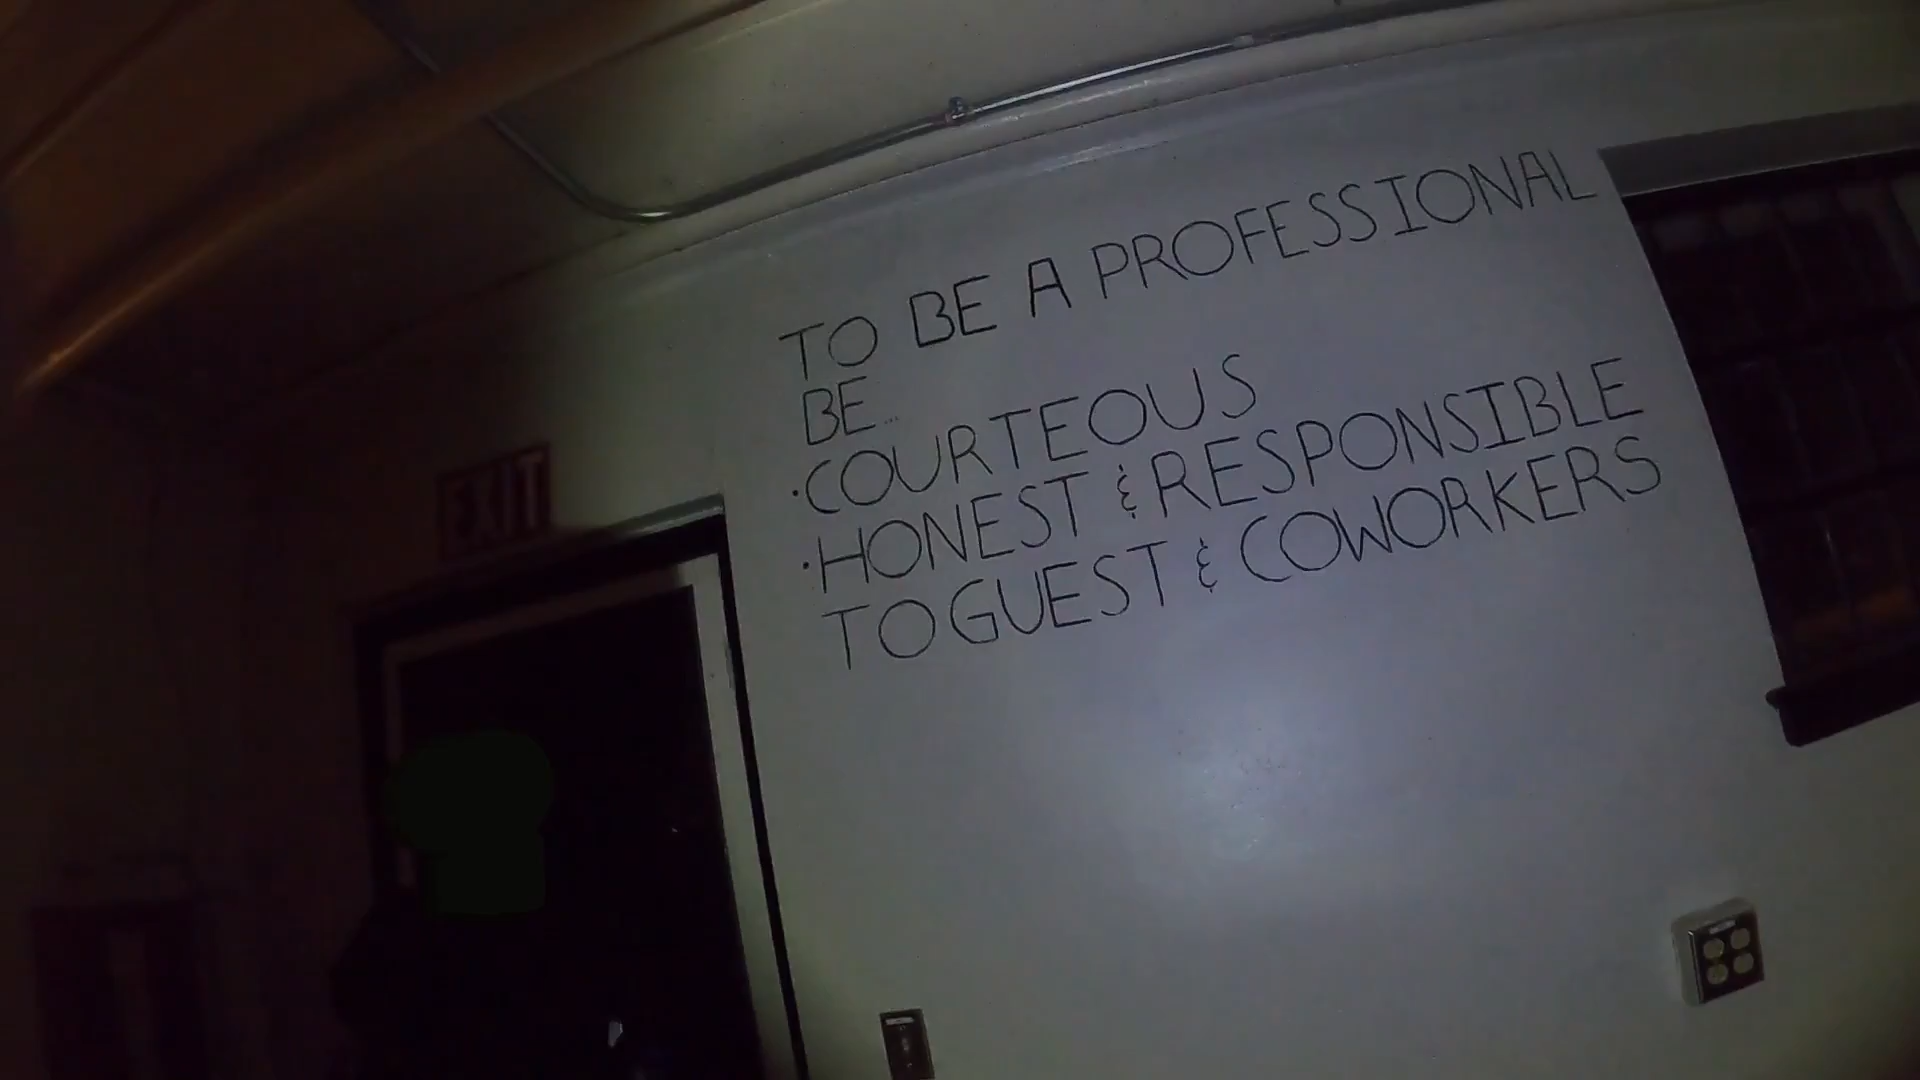 TO BE A PROFESSIONAL
BE...
·COURTEOUS
·HONEST & RESPONSIBLE
TO GUEST & COWORKERS
EXIT